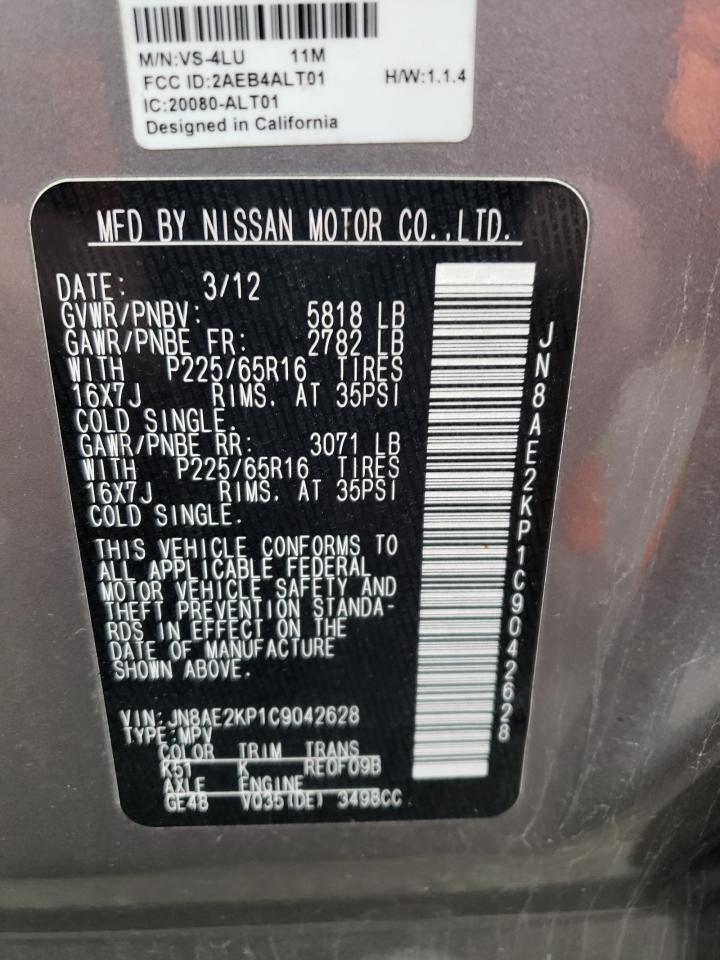 M/N:VS-4LU 11M
FCC ID:2AEB4ALT01 H/W:1.1.4
IC:20080-ALT01
Designed in California
MFD BY NISSAN MOTOR CO.,LTD.
DATE: 3/12
GVWR/PNBV: 5818 LB
GAWR/PNBE FR: 2782 LB
WITH P225/65R16 TIRES
16X7J RIMS. AT 35PSI
COLD SINGLE.
GAWR/PNBE RR: 3071 LB
WITH P225/65R16 TIRES
16X7J RIMS. AT 35PSI
COLD SINGLE.
THIS VEHICLE CONFORMS TO
ALL APPLICABLE FEDERAL
MOTOR VEHICLE SAFETY AND
THEFT PREVENTION STANDA-
RDS IN EFFECT ON THE
DATE OF MANUFACTURE
SHOWN ABOVE.
VIN:JN8AE2KP1C9042628
TYPE:MPV
COLOR TRIM TRANS
K51 K RE0F09B
AXLE ENGINE
GE48 VQ35(DE) 3498CC
JN8AE2KP1C9042628